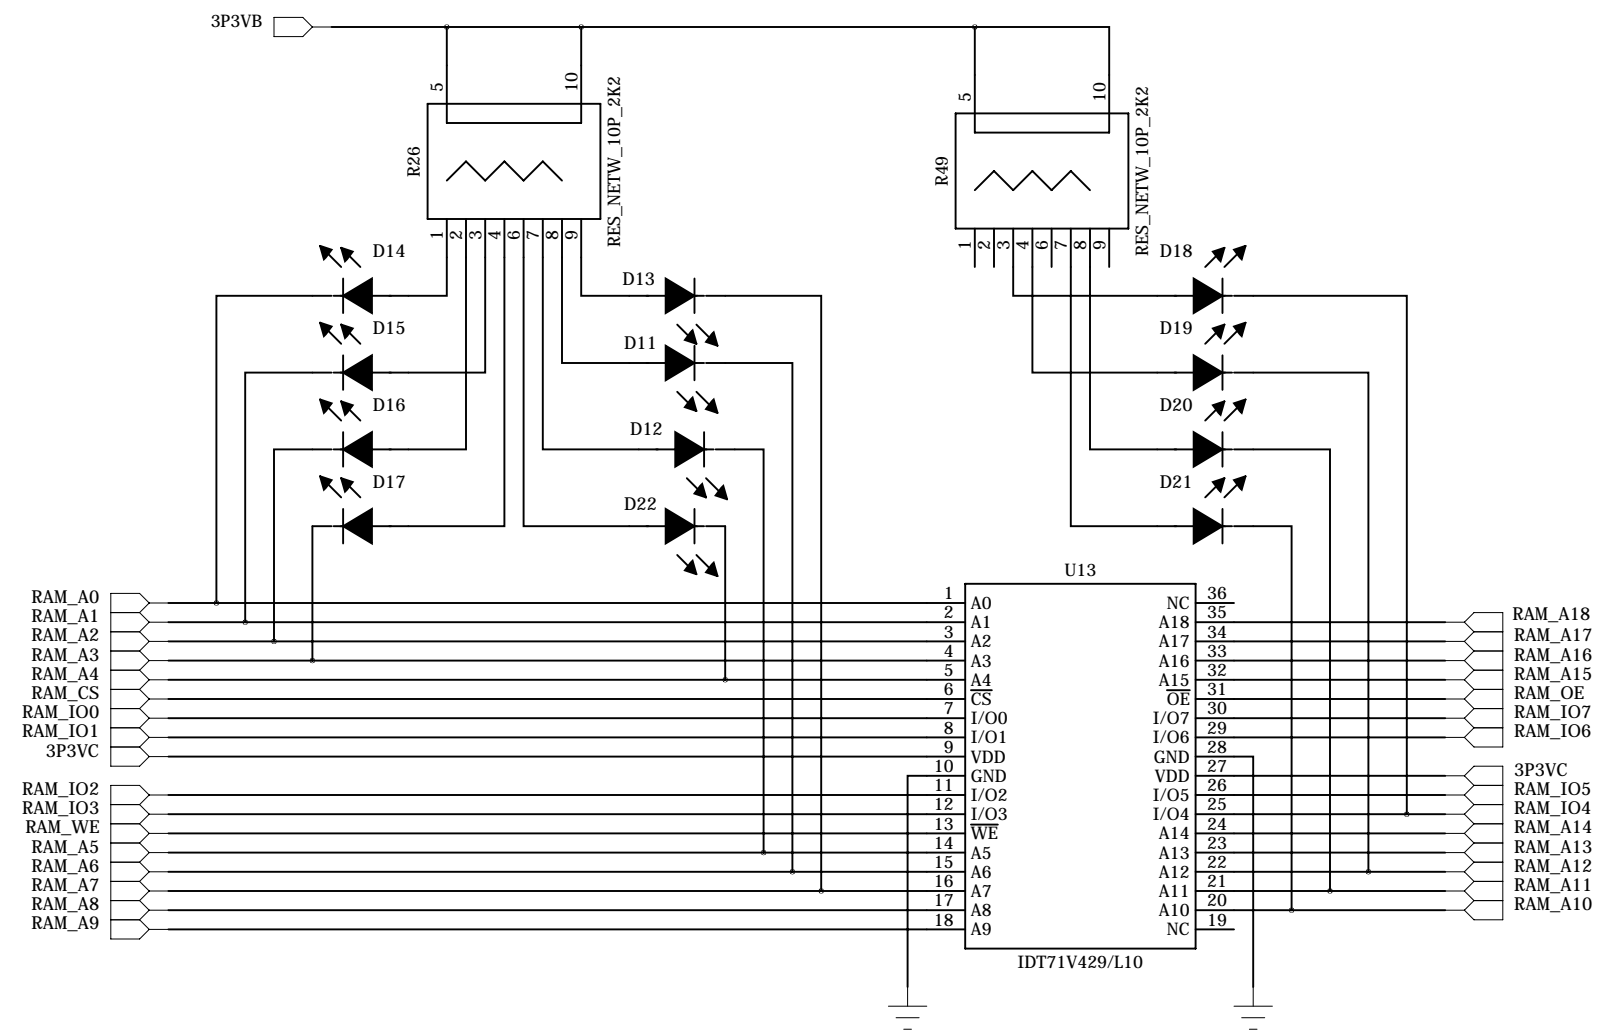 3P3VB
5 10 5 10
R26 RES_NETW_10P_2K2 R49 RES_NETW_10P_2K2
1 2 3 4 6 7 8 9 1 2 3 4 6 7 8 9
D14 D13 D18
D15 D11 D19
D16 D12 D20
D17 D22 D21
U13
RAM_A0 1 A0 NC 36
RAM_A1 2 A1 A18 35 RAM_A18
RAM_A2 3 A2 A17 34 RAM_A17
RAM_A3 4 A3 A16 33 RAM_A16
RAM_A4 5 A4 A15 32 RAM_A15
RAM_CS 6 CS OE 31 RAM_OE
RAM_IO0 7 I/O0 I/O7 30 RAM_IO7
RAM_IO1 8 I/O1 I/O6 29 RAM_IO6
3P3VC 9 VDD GND 28
10 GND VDD 27 3P3VC
RAM_IO2 11 I/O2 I/O5 26 RAM_IO5
RAM_IO3 12 I/O3 I/O4 25 RAM_IO4
RAM_WE 13 WE A14 24 RAM_A14
RAM_A5 14 A5 A13 23 RAM_A13
RAM_A6 15 A6 A12 22 RAM_A12
RAM_A7 16 A7 A11 21 RAM_A11
RAM_A8 17 A8 A10 20 RAM_A10
RAM_A9 18 A9 NC 19
IDT71V429/L10